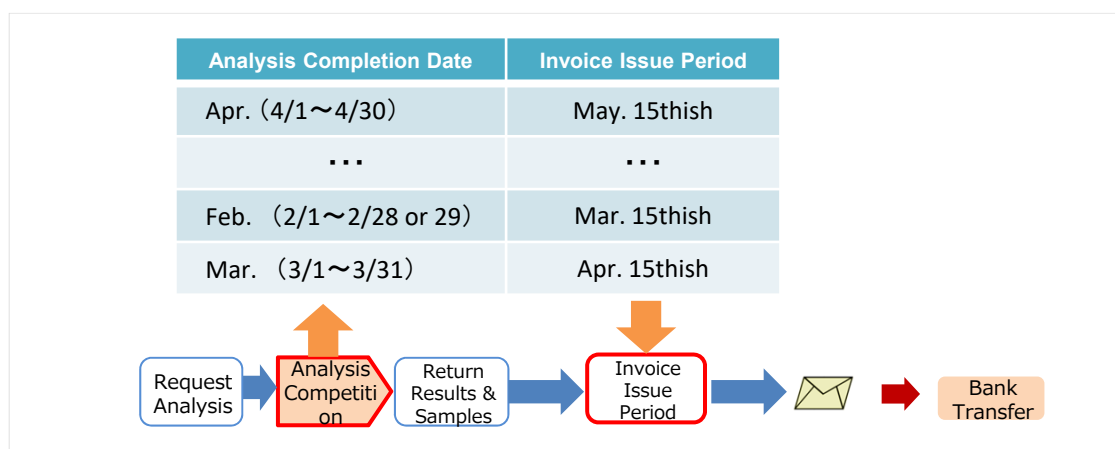 Analysis Completion Date Invoice Issue Period
Apr.（4/1～4/30） May. 15thish
・・・ ・・・
Feb. （2/1～2/28 or 29） Mar. 15thish
Mar. （3/1～3/31） Apr. 15thish
Request
Analysis
Analysis
Competiti
on
Return
Results &
Samples
Invoice
Issue
Period
Bank
Transfer